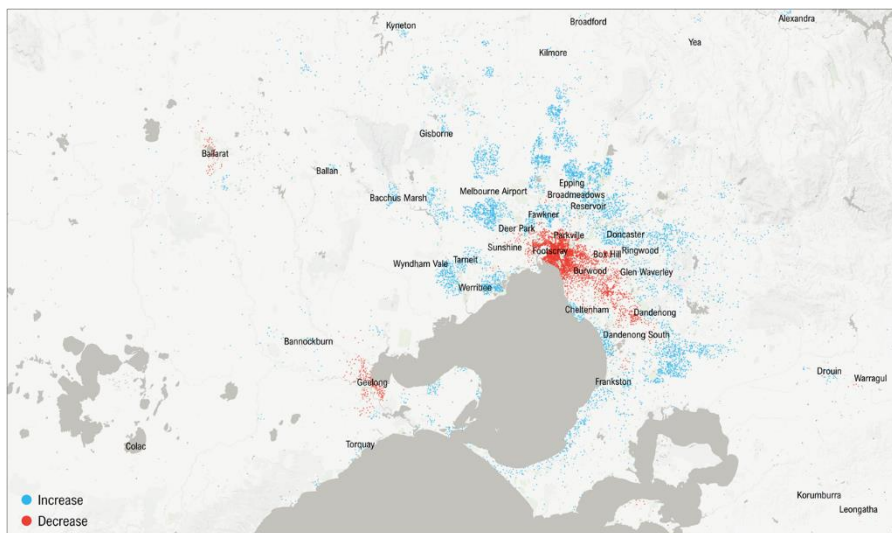 Alexandra
Broadford
Kyneton
Yea
Kilmore
Gisborne
Ballarat
Ballan
Epping
Melbourne Airport
Broadmeadows
Bacchus Marsh
Reservoir
Fawkner
Deer Park
Parkville
Doncaster
Sunshine
Footscray
Box Hill
Ringwood
Wyndham Vale
Tarneit
Burwood
Glen Waverley
Werribee
Cheltenham
Dandenong
Dandenong South
Bannockburn
Drouin
Warragul
Geelong
Frankston
Colac
Torquay
Korumburra
Leongatha
Increase
Decrease